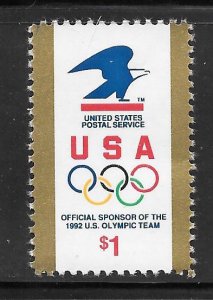 TM
UNITED STATES
POSTAL SERVICE
USA
OFFICIAL SPONSOR OF THE
1992 U.S. OLYMPIC TEAM
$1